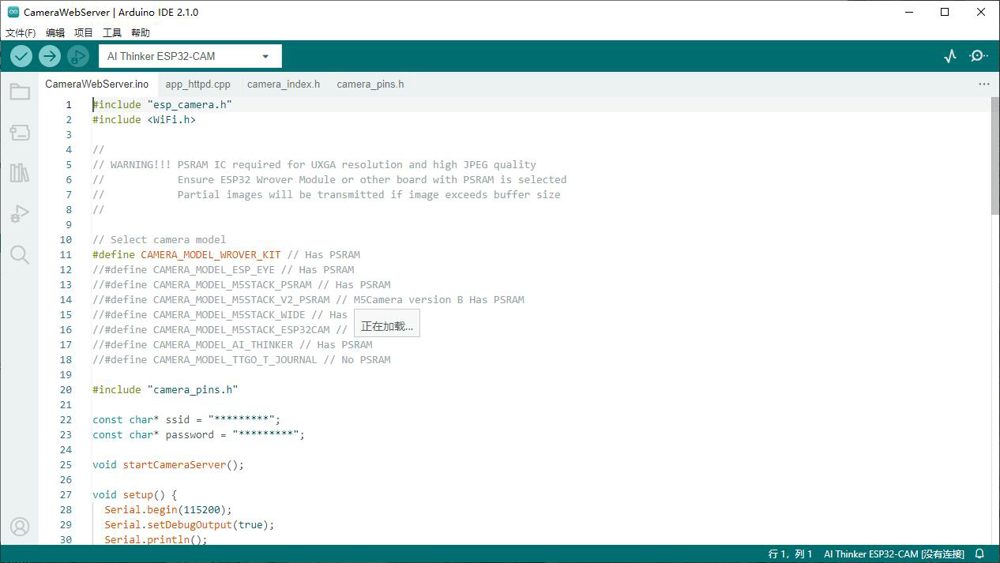 CameraWebServer | Arduino IDE 2.1.0
文件(F) 编辑 项目 工具 帮助
AI Thinker ESP32-CAM
CameraWebServer.ino app_httpd.cpp camera_index.h camera_pins.h ...
1 #include "esp_camera.h"
2 #include <WiFi.h>
3
4 //
5 // WARNING!!! PSRAM IC required for UXGA resolution and high JPEG quality
6 //            Ensure ESP32 Wrover Module or other board with PSRAM is selected
7 //            Partial images will be transmitted if image exceeds buffer size
8 //
9
10 // Select camera model
11 #define CAMERA_MODEL_WROVER_KIT // Has PSRAM
12 //#define CAMERA_MODEL_ESP_EYE // Has PSRAM
13 //#define CAMERA_MODEL_M5STACK_PSRAM // Has PSRAM
14 //#define CAMERA_MODEL_M5STACK_V2_PSRAM // M5Camera version B Has PSRAM
15 //#define CAMERA_MODEL_M5STACK_WIDE // Has
16 //#define CAMERA_MODEL_M5STACK_ESP32CAM //
正在加载...
17 //#define CAMERA_MODEL_AI_THINKER // Has PSRAM
18 //#define CAMERA_MODEL_TTGO_T_JOURNAL // No PSRAM
19
20 #include "camera_pins.h"
21
22 const char* ssid = "*********";
23 const char* password = "*********";
24
25 void startCameraServer();
26
27 void setup() {
28   Serial.begin(115200);
29   Serial.setDebugOutput(true);
30   Serial.println();
行 1，列 1 AI Thinker ESP32-CAM [没有连接]